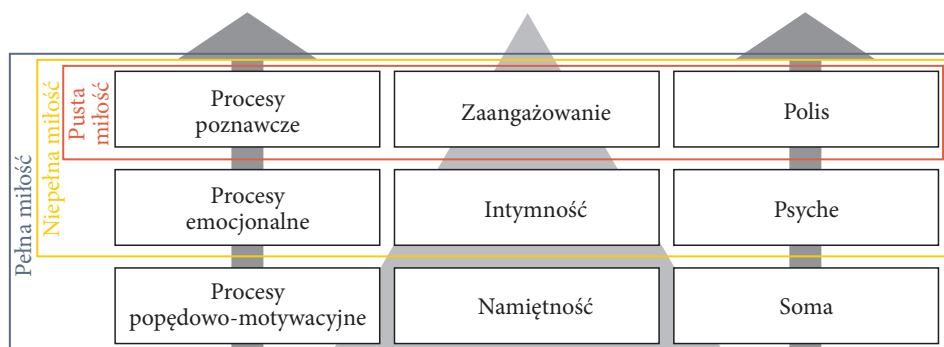 Pełna miłość
Niepełna miłość
Pusta
miłość
Procesy
poznawcze
Zaangażowanie
Polis
Procesy
emocjonalne
Intymność
Psyche
Procesy
popędowo-motywacyjne
Namiętność
Soma